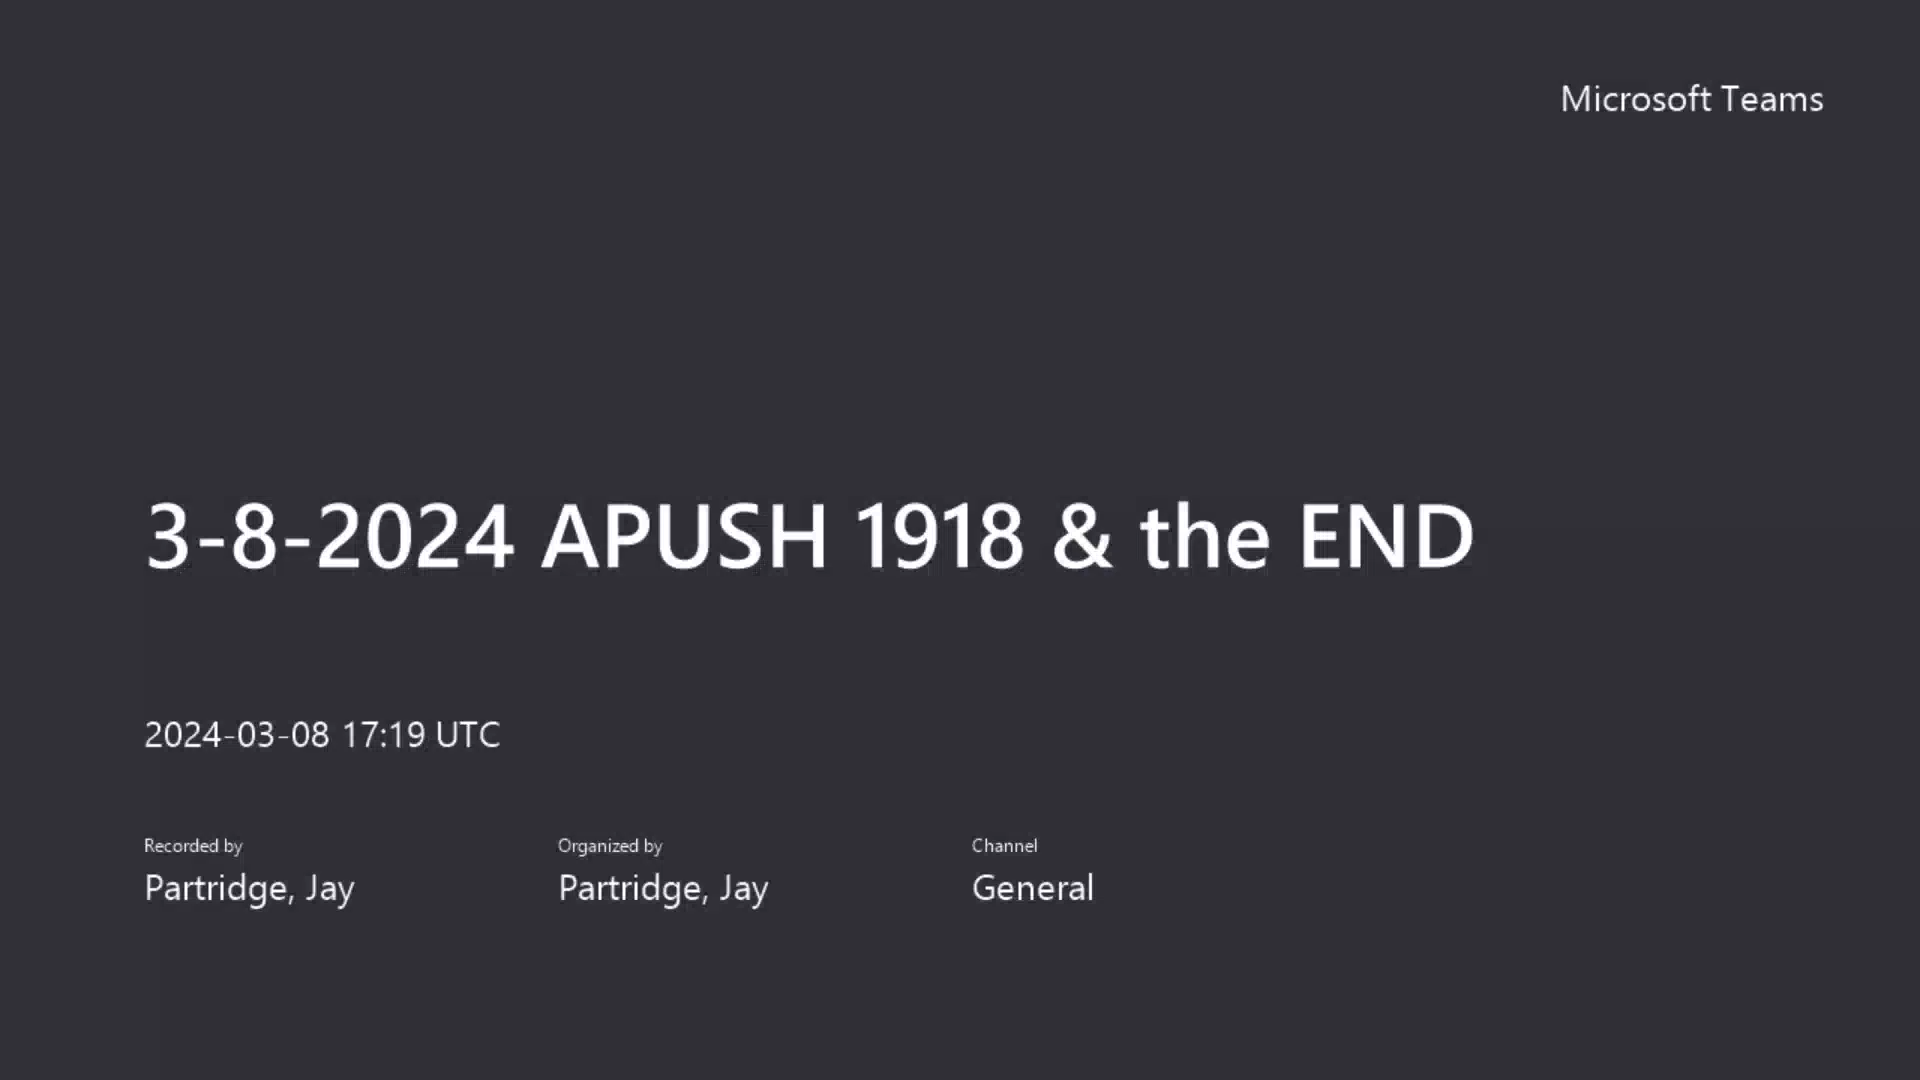 Microsoft Teams
3-8-2024 APUSH 1918 & the END
2024-03-08 17:19 UTC
Recorded by
Partridge, Jay
Organized by
Partridge, Jay
Channel
General